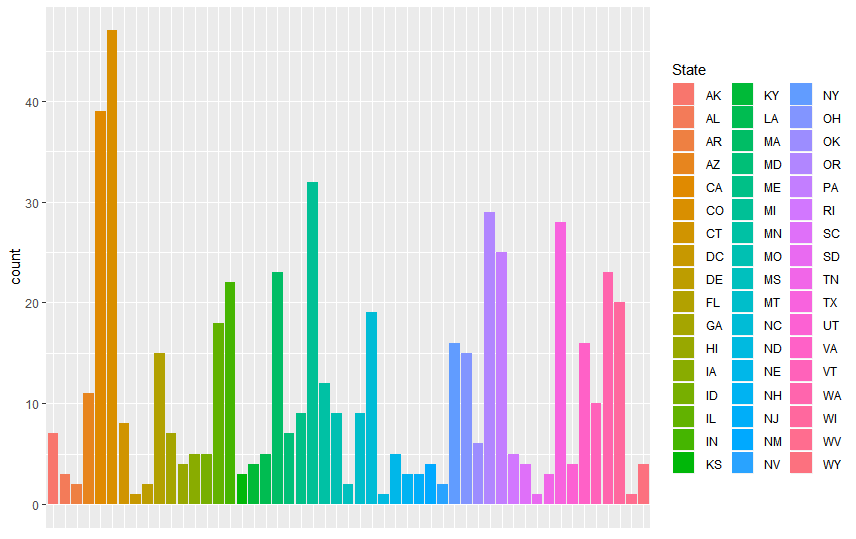 count
40
30
20
10
0
State
AK KY NY
AL LA OH
AR MA OK
AZ MD OR
CA ME PA
CO MI RI
CT MN SC
DC MO SD
DE MS TN
FL MT TX
GA NC UT
HI ND VA
IA NE VT
ID NH WA
IL NJ WI
IN NM WV
KS NV WY